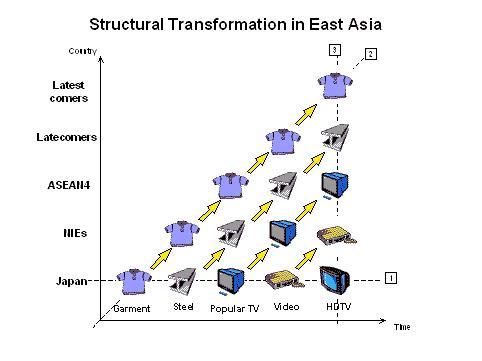 Structural Transformation in East Asia
Country
3
2
Latest
comers
Latecomers
ASEAN4
NIEs
Japan
1
Garment
Steel
Popular TV
Video
HDTV
Time